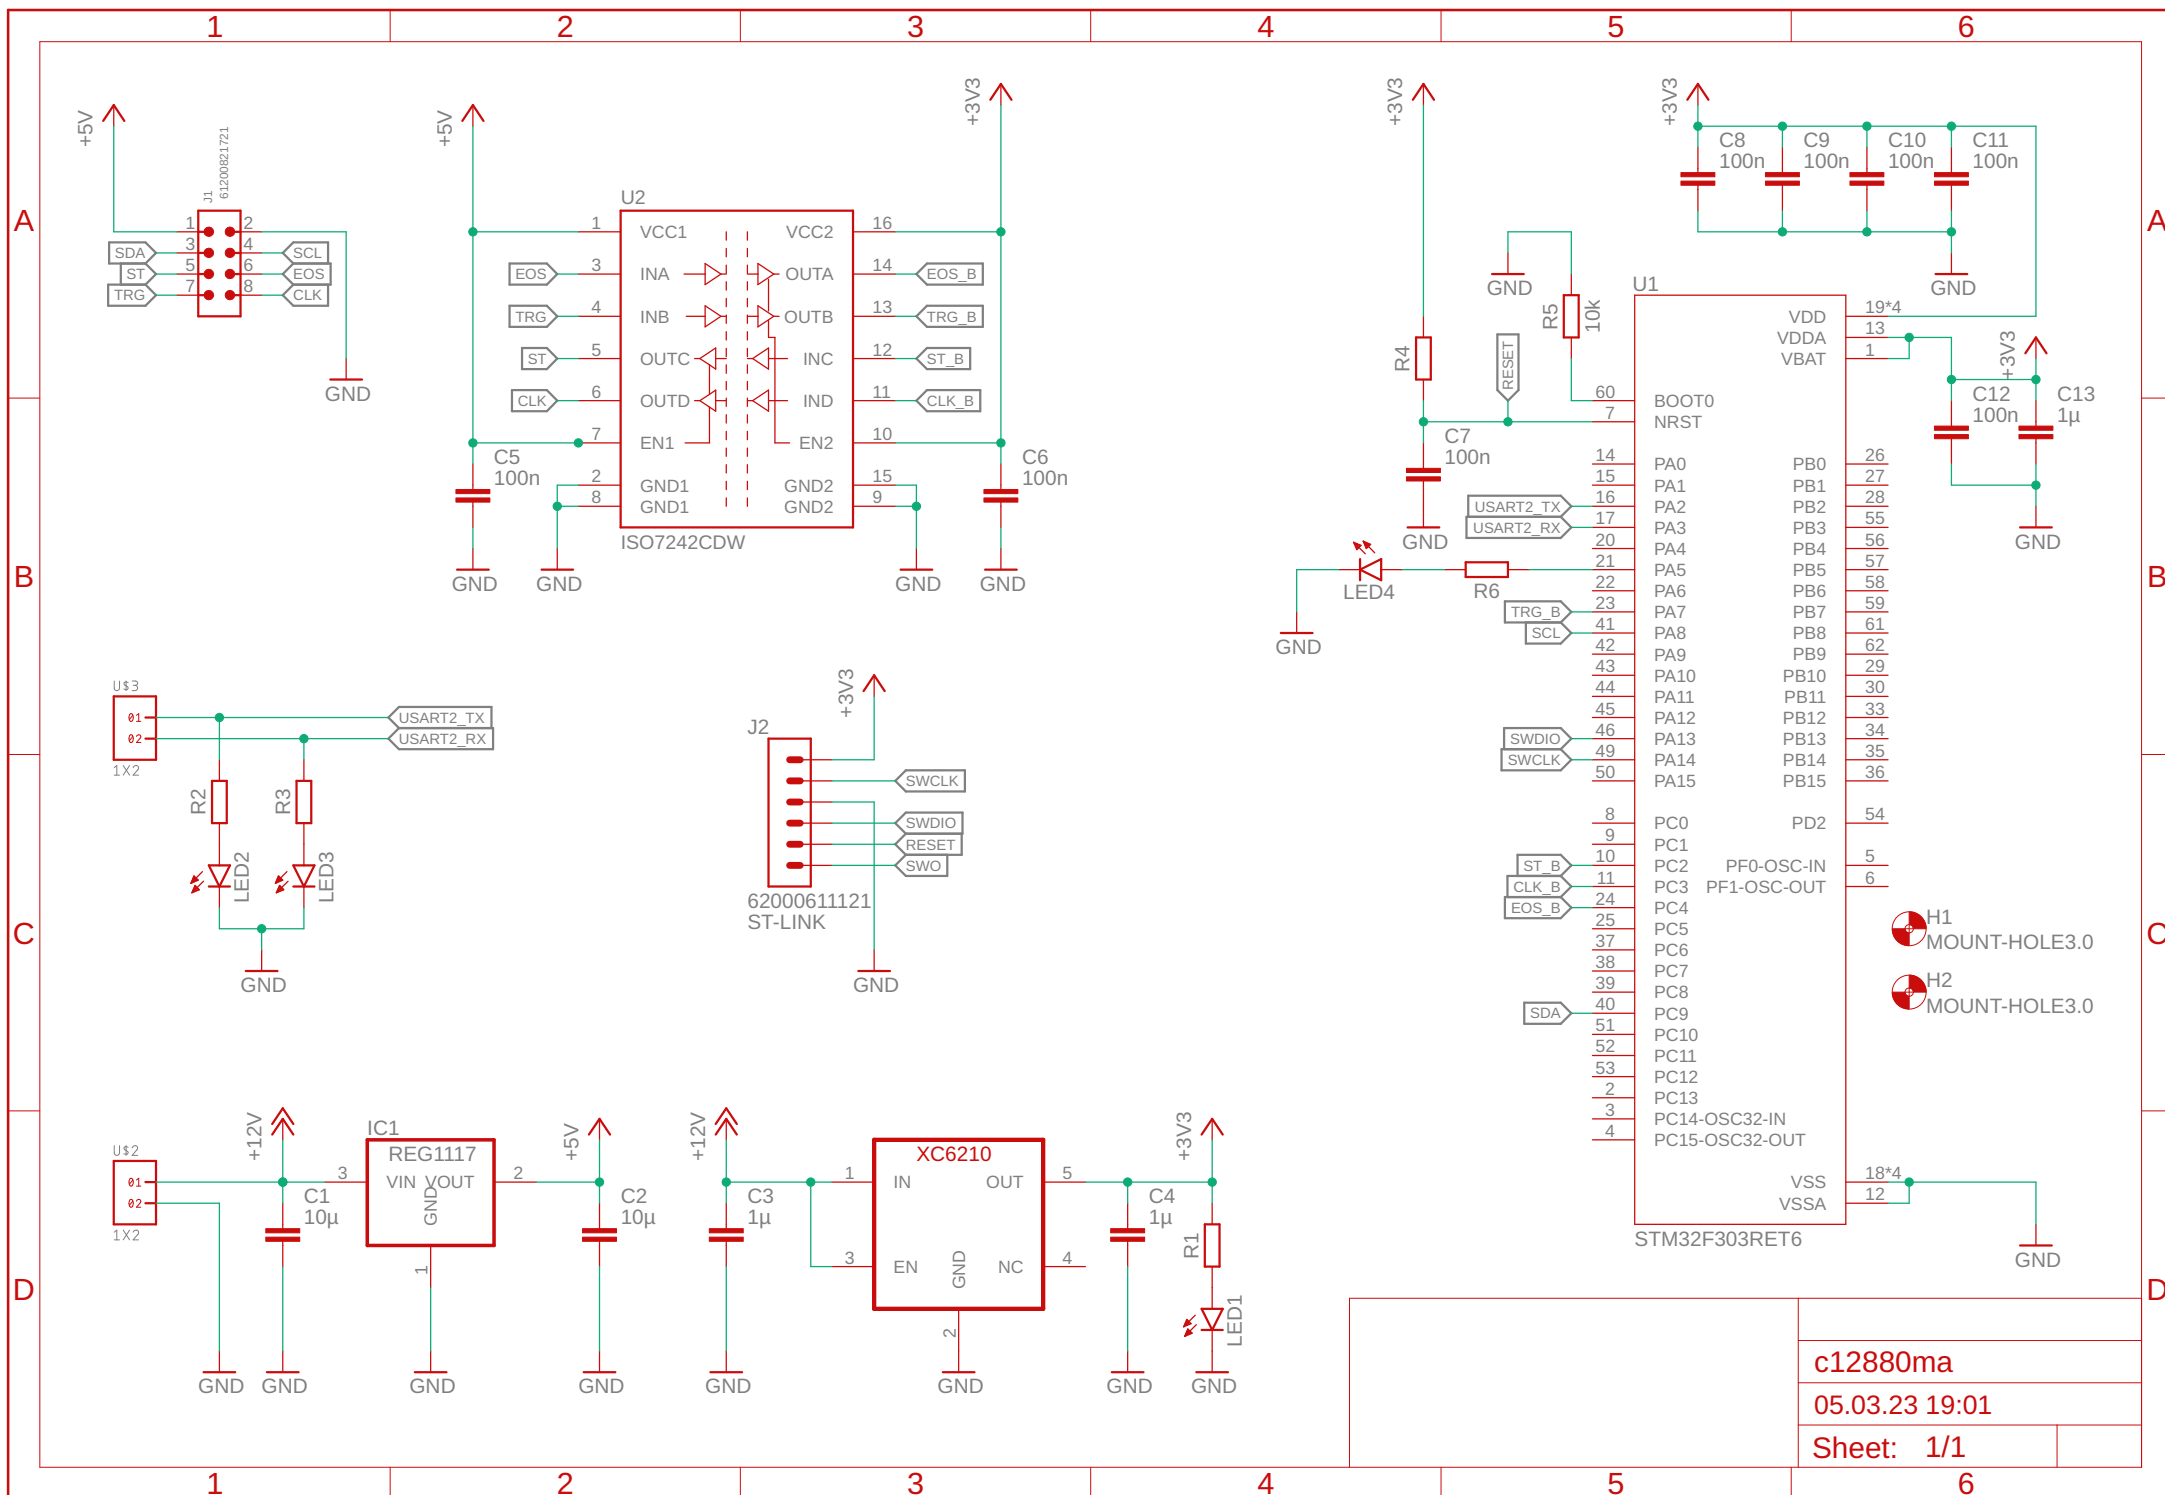 1 2 3 4 5 6
A
B
C
D
A
B
C
D
+5V
J1
61200821721
1 2
3 4
5 6
7 8
SDA
ST
TRG
SCL
EOS
CLK
GND
+5V
+3V3
U2
1 VCC1 VCC2 16
EOS 3 INA OUTA 14 EOS_B
TRG 4 INB OUTB 13 TRG_B
ST 5 OUTC INC 12 ST_B
CLK 6 OUTD IND 11 CLK_B
7 EN1 EN2 10
2 GND1 GND2 15
8 GND1 GND2 9
ISO7242CDW
C5
100n
C6
100n
GND
GND
GND
GND
+3V3
R4
C7
100n
GND
GND
R5
10k
RESET
LED4
R6
GND
+3V3
C8
100n
C9
100n
C10
100n
C11
100n
GND
+3V3
C12
100n
C13
1µ
GND
U1
VDD 19*4
VDDA 13
VBAT 1
60 BOOT0
7 NRST
14 PA0 PB0 26
15 PA1 PB1 27
USART2_TX 16 PA2 PB2 28
USART2_RX 17 PA3 PB3 55
20 PA4 PB4 56
21 PA5 PB5 57
22 PA6 PB6 58
TRG_B 23 PA7 PB7 59
SCL 41 PA8 PB8 61
42 PA9 PB9 62
43 PA10 PB10 29
44 PA11 PB11 30
45 PA12 PB12 33
SWDIO 46 PA13 PB13 34
SWCLK 49 PA14 PB14 35
50 PA15 PB15 36
8 PC0 PD2 54
9 PC1
ST_B 10 PC2 PF0-OSC-IN 5
CLK_B 11 PC3 PF1-OSC-OUT 6
EOS_B 24 PC4
25 PC5
37 PC6
38 PC7
39 PC8
SDA 40 PC9
51 PC10
52 PC11
53 PC12
2 PC13
3 PC14-OSC32-IN
4 PC15-OSC32-OUT
VSS 18*4
VSSA 12
STM32F303RET6
GND
H1
MOUNT-HOLE3.0
H2
MOUNT-HOLE3.0
U$3
01
02
1X2
USART2_TX
USART2_RX
R2
R3
LED2
LED3
GND
+3V3
J2
SWCLK
SWDIO
RESET
SWO
62000611121
ST-LINK
GND
U$2
01
02
1X2
GND
+12V
C1
10µ
GND
IC1
REG1117
3 VIN VOUT 2
GND
1
GND
+5V
C2
10µ
GND
+12V
C3
1µ
GND
XC6210
1 IN OUT 5
3 EN NC 4
GND
2
GND
C4
1µ
GND
+3V3
R1
LED1
GND
c12880ma
05.03.23 19:01
Sheet: 1/1
1 2 3 4 5 6